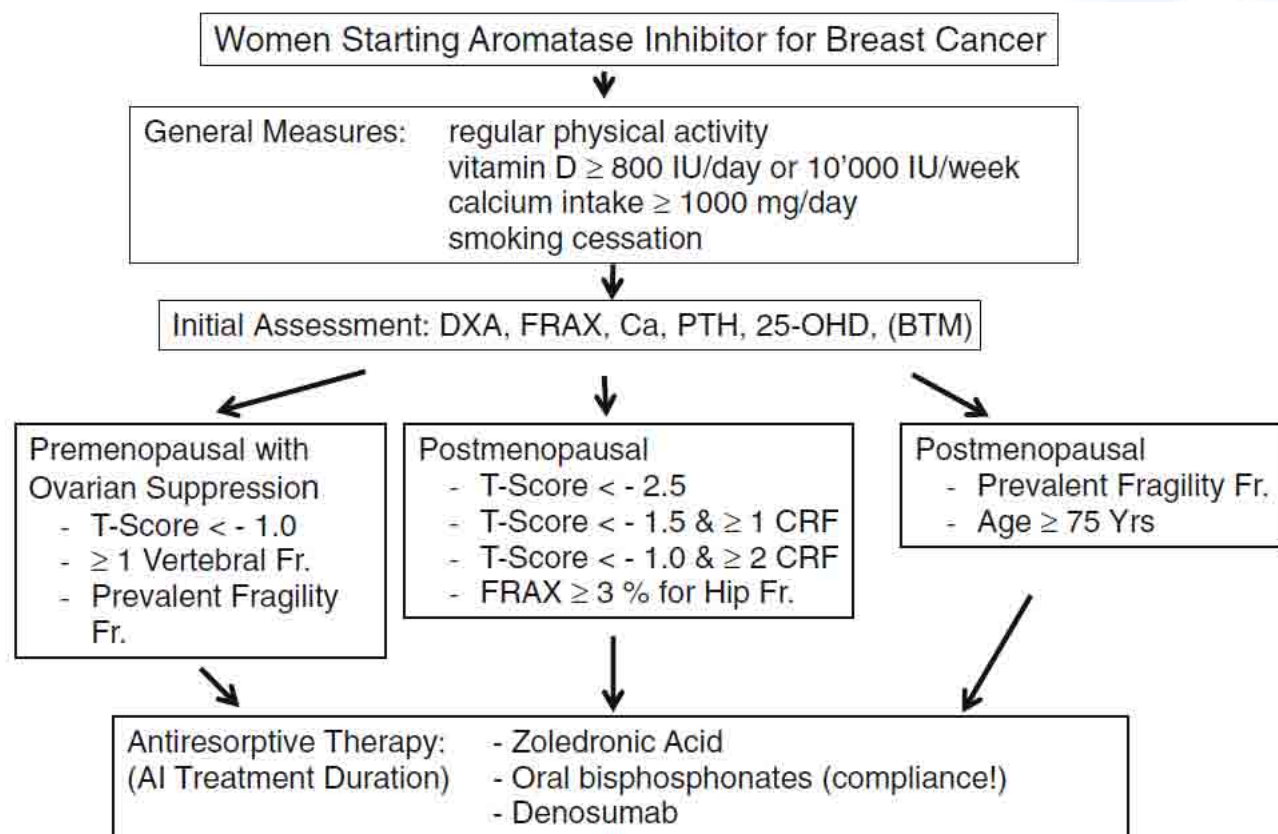 Women Starting Aromatase Inhibitor for Breast Cancer
General Measures: regular physical activity
vitamin D ≥ 800 IU/day or 10'000 IU/week
calcium intake ≥ 1000 mg/day
smoking cessation
Initial Assessment: DXA, FRAX, Ca, PTH, 25-OHD, (BTM)
Premenopausal with
Ovarian Suppression
- T-Score < - 1.0
- ≥ 1 Vertebral Fr.
- Prevalent Fragility
Fr.
Postmenopausal
- T-Score < - 2.5
- T-Score < - 1.5 & ≥ 1 CRF
- T-Score < - 1.0 & ≥ 2 CRF
- FRAX ≥ 3 % for Hip Fr.
Postmenopausal
- Prevalent Fragility Fr.
- Age ≥ 75 Yrs
Antiresorptive Therapy: - Zoledronic Acid
(AI Treatment Duration) - Oral bisphosphonates (compliance!)
- Denosumab